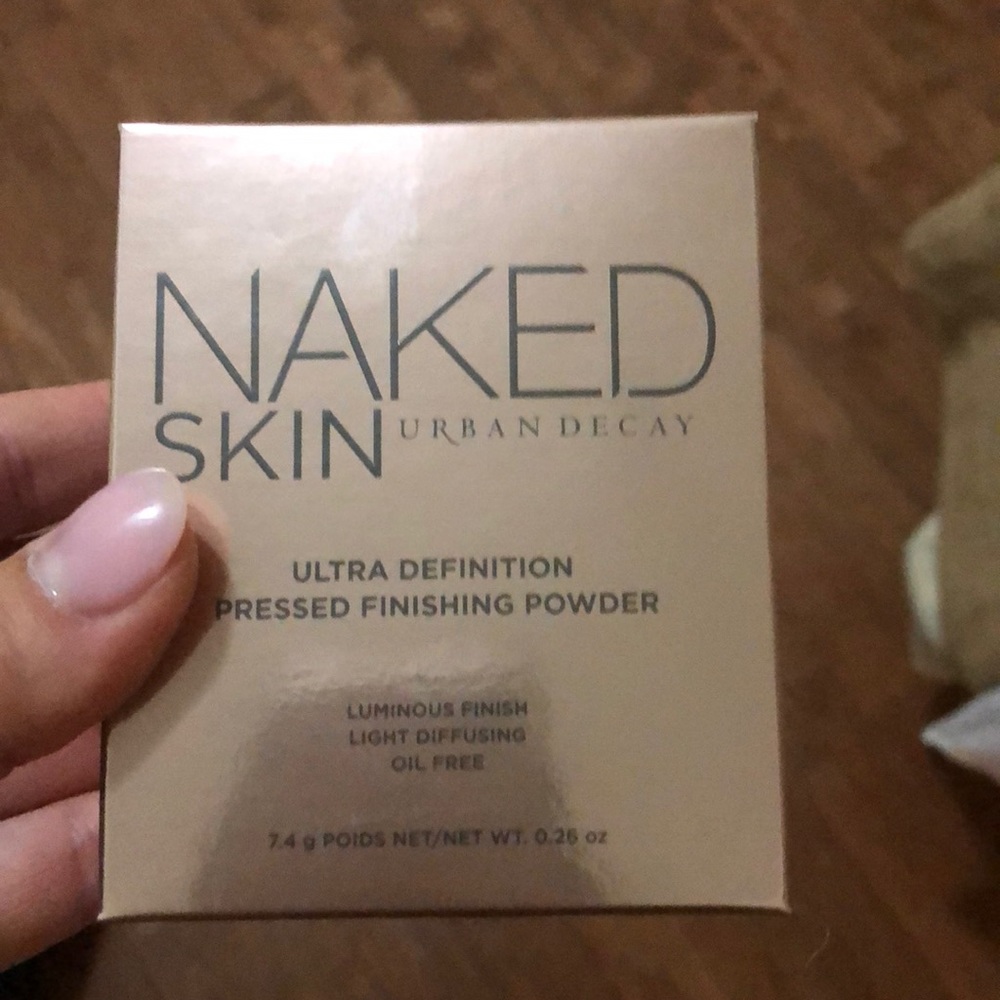 NAKED
SKIN URBAN DECAY
ULTRA DEFINITION
PRESSED FINISHING POWDER
LUMINOUS FINISH
LIGHT DIFFUSING
OIL FREE
7.4 g POIDS NET/NET WT. 0.26 oz